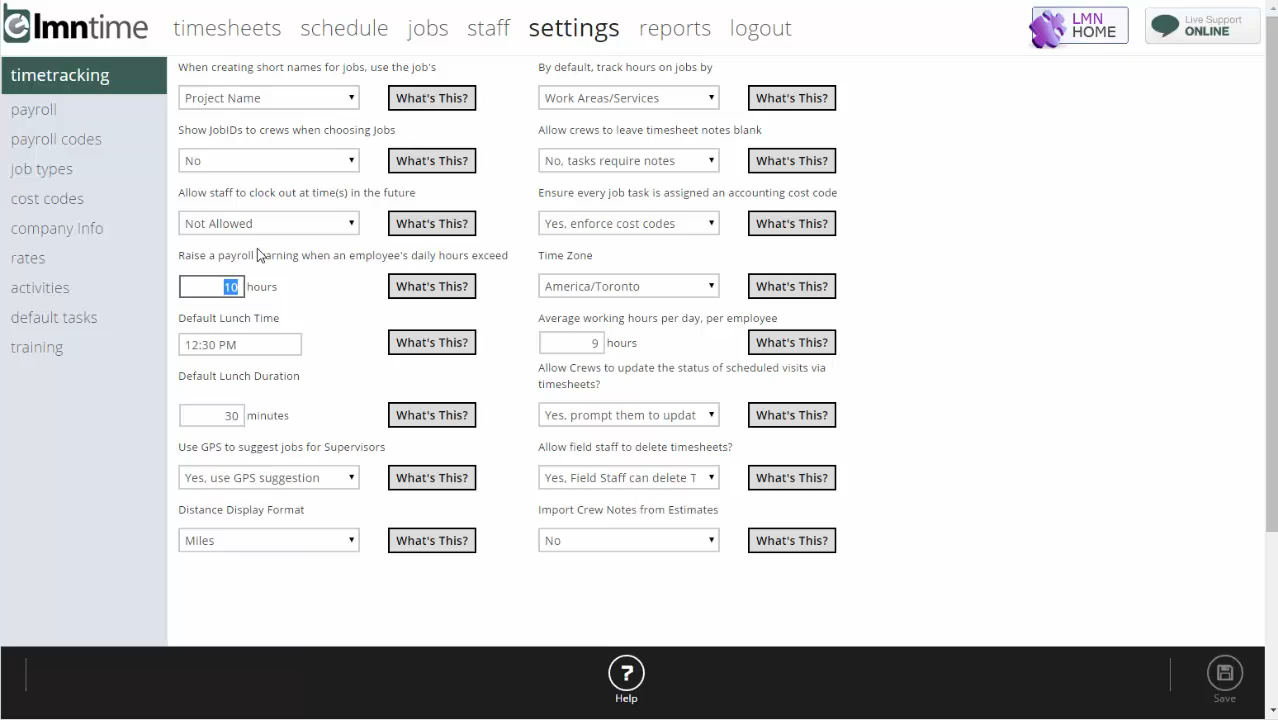 lmntime
timesheets
schedule
jobs
staff
settings
reports
logout
LMN
HOME
Live Support
ONLINE
timetracking
payroll
payroll codes
job types
cost codes
company Info
rates
activities
default tasks
training
When creating short names for jobs, use the job's
Project Name
What's This?
By default, track hours on jobs by
Work Areas/Services
What's This?
Show JobIDs to crews when choosing Jobs
No
What's This?
Allow crews to leave timesheet notes blank
No, tasks require notes
What's This?
Allow staff to clock out at time(s) in the future
Not Allowed
What's This?
Ensure every job task is assigned an accounting cost code
Yes, enforce cost codes
What's This?
Raise a payroll warning when an employee's daily hours exceed
10 hours
What's This?
Time Zone
America/Toronto
What's This?
Default Lunch Time
12:30 PM
What's This?
Average working hours per day, per employee
9 hours
What's This?
Default Lunch Duration
30 minutes
What's This?
Allow Crews to update the status of scheduled visits via
timesheets?
Yes, prompt them to updat
What's This?
Use GPS to suggest jobs for Supervisors
Yes, use GPS suggestion
What's This?
Allow field staff to delete timesheets?
Yes, Field Staff can delete T
What's This?
Distance Display Format
Miles
What's This?
Import Crew Notes from Estimates
No
What's This?
?
Help
Save